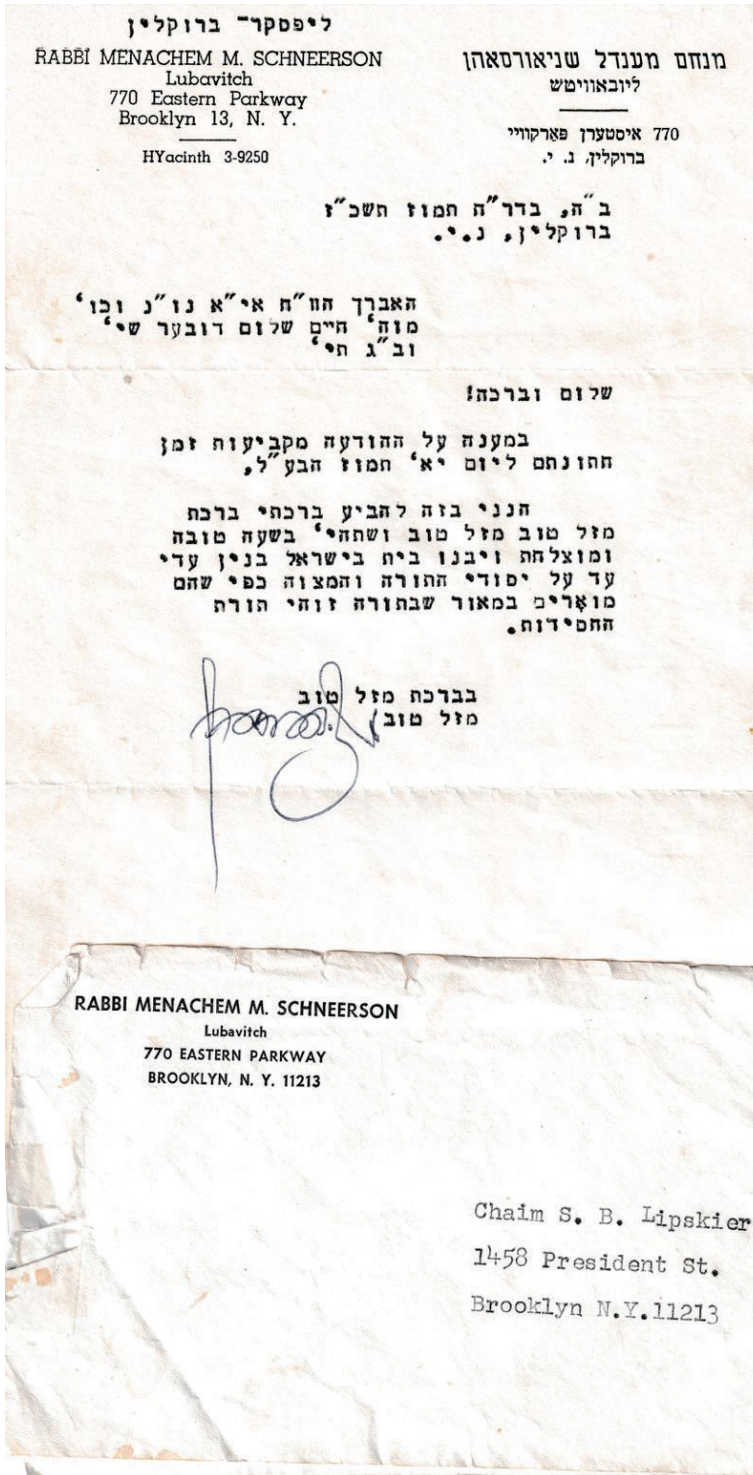 ליפסקר־ ברוקלין
RABBI MENACHEM M. SCHNEERSON
Lubavitch
770 Eastern Parkway
Brooklyn 13, N. Y.
HYacinth 3-9250
מנחם מענדל שניאורסאהן
ליובאוויטש
770 איסטערן פארקוויי
ברוקלין, נ. י.
ב"ה, בדר"ח תמוז תשכ"ז
ברוקלין, נ.י.
האברך התו"ח אי"א נו"נ וכו'
מוה' חיים שלום דובער שי'
וב"ג תי'
שלום וברכה!
במענה על ההודעה מקביעות זמן
חתונתם ליום יא' תמוז הבע"ל,
הנני בזה להביע ברכתי ברכת
מזל טוב מזל טוב ושתהי' בשעה טובה
ומוצלחת ויבנו בית בישראל בנין עדי
עד על יסודי התורה והמצוה כפי שהם
מוארים במאור שבתורה זוהי תורת
החסידות.
בברכת מזל טוב
מזל טוב
RABBI MENACHEM M. SCHNEERSON
Lubavitch
770 EASTERN PARKWAY
BROOKLYN, N. Y. 11213
Chaim S. B. Lipskier
1458 President St.
Brooklyn N.Y.11213